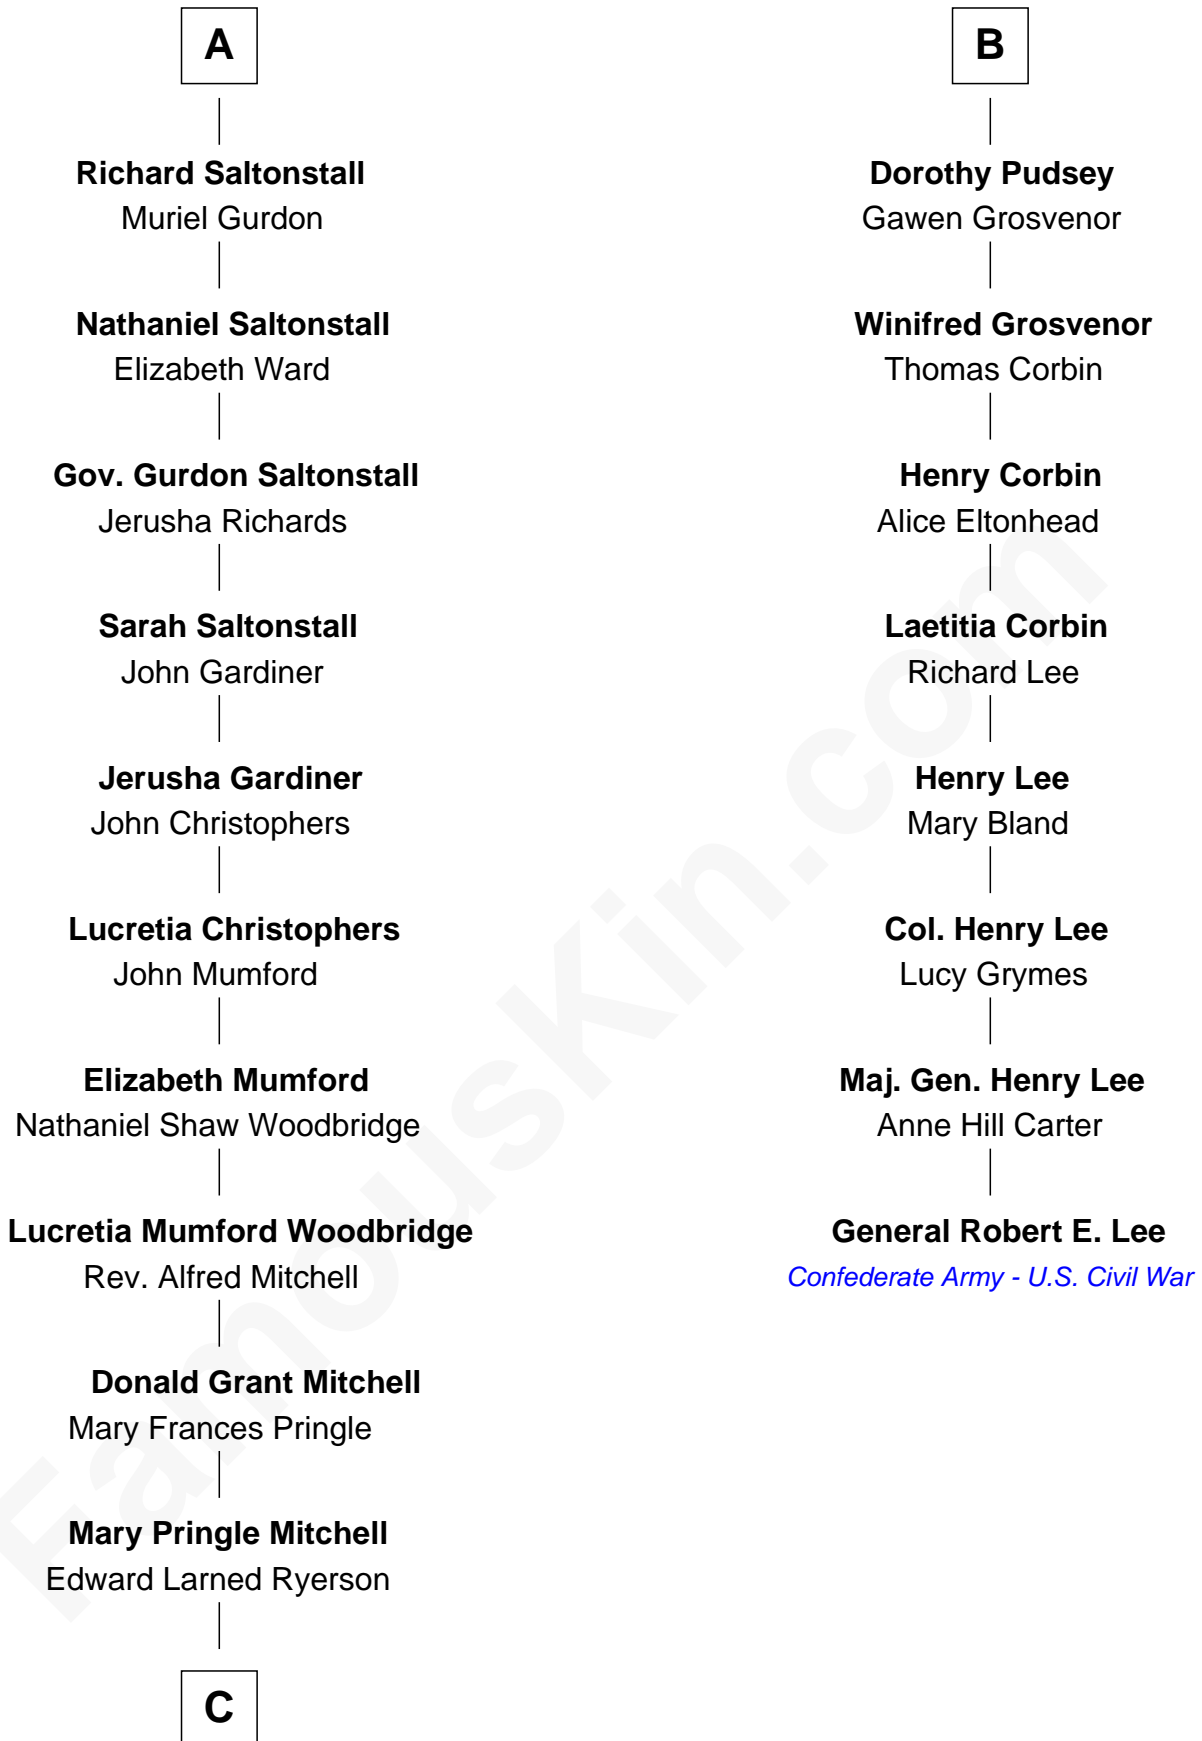 A
Richard Saltonstall
Muriel Gurdon
Nathaniel Saltonstall
Elizabeth Ward
Gov. Gurdon Saltonstall
Jerusha Richards
Sarah Saltonstall
John Gardiner
Jerusha Gardiner
John Christophers
Lucretia Christophers
John Mumford
Elizabeth Mumford
Nathaniel Shaw Woodbridge
Lucretia Mumford Woodbridge
Rev. Alfred Mitchell
Donald Grant Mitchell
Mary Frances Pringle
Mary Pringle Mitchell
Edward Larned Ryerson
C
B
Dorothy Pudsey
Gawen Grosvenor
Winifred Grosvenor
Thomas Corbin
Henry Corbin
Alice Eltonhead
Laetitia Corbin
Richard Lee
Henry Lee
Mary Bland
Col. Henry Lee
Lucy Grymes
Maj. Gen. Henry Lee
Anne Hill Carter
General Robert E. Lee
Confederate Army - U.S. Civil War
FamousKin.com